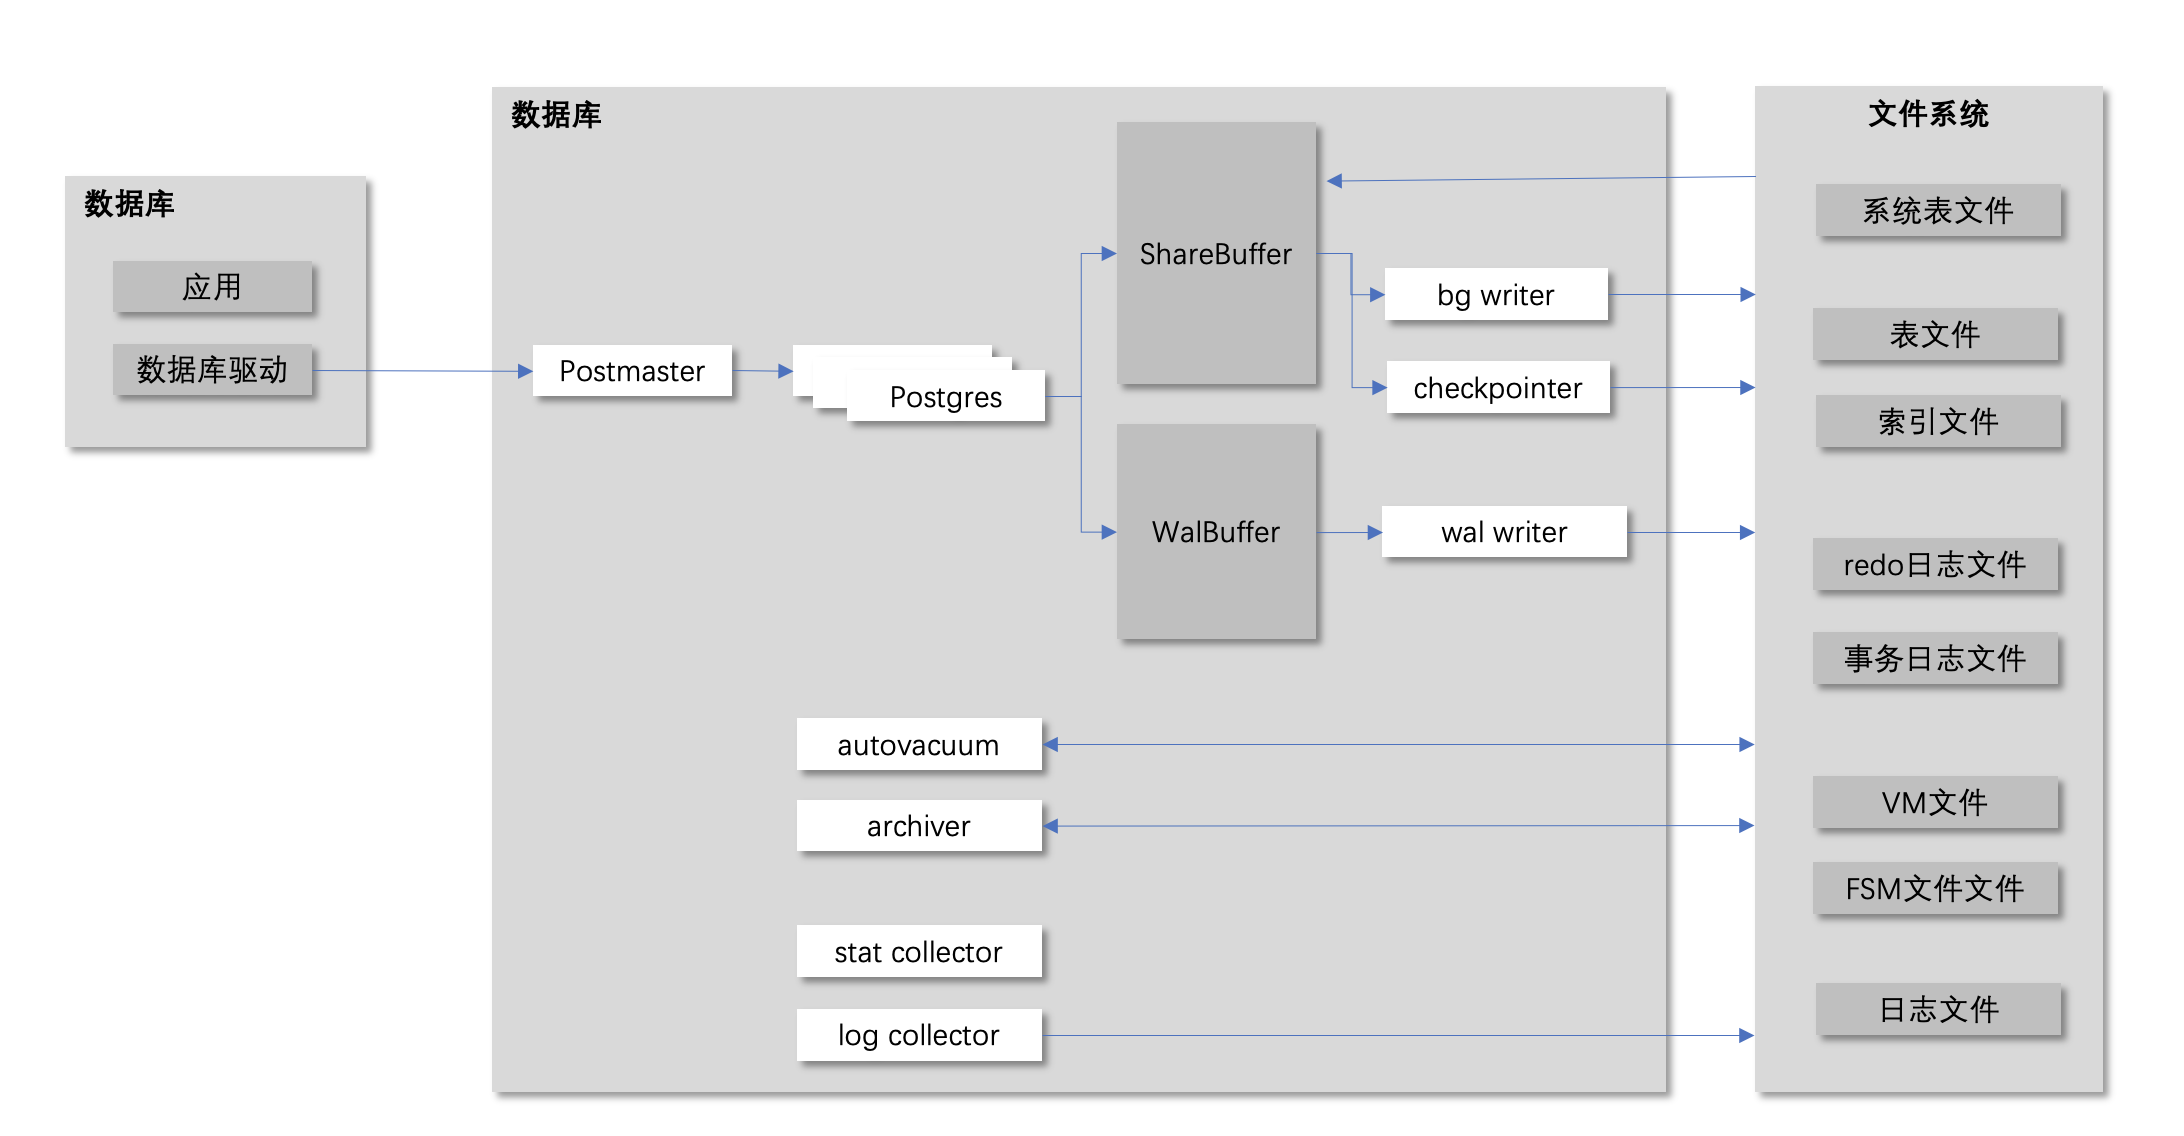 数据库
应用
数据库驱动
数据库
Postmaster
Postgres
ShareBuffer
WalBuffer
bg writer
checkpointer
wal writer
autovacuum
archiver
stat collector
log collector
文件系统
系统表文件
表文件
索引文件
redo日志文件
事务日志文件
VM文件
FSM文件文件
日志文件